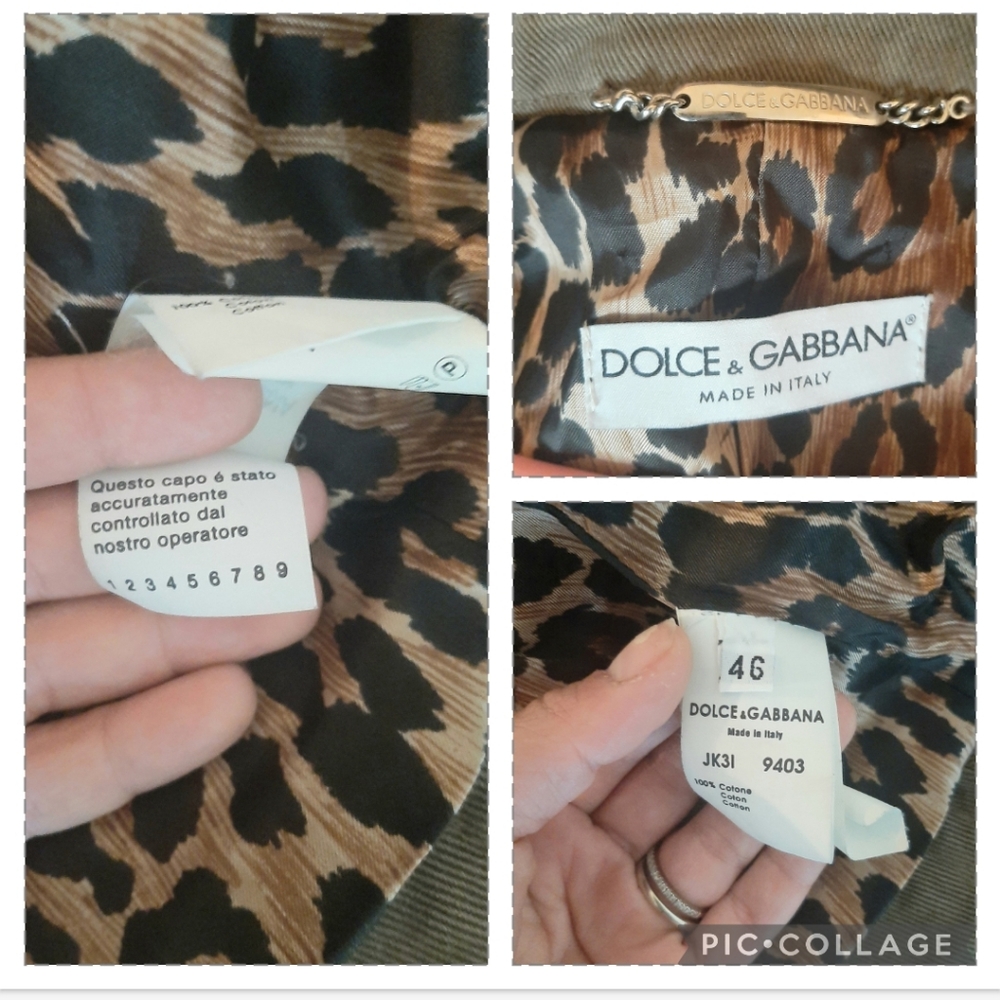 100% Cotone
Coton
Cotton
P
Questo capo é stato
accuratamente
controllato dal
nostro operatore
1 2 3 4 5 6 7 8 9
DOLCE&GABBANA
DOLCE & GABBANA®
MADE IN ITALY
46
DOLCE&GABBANA
Made in Italy
JK3I 9403
100% Cotone
Coton
Cotton
PIC•COLLAGE